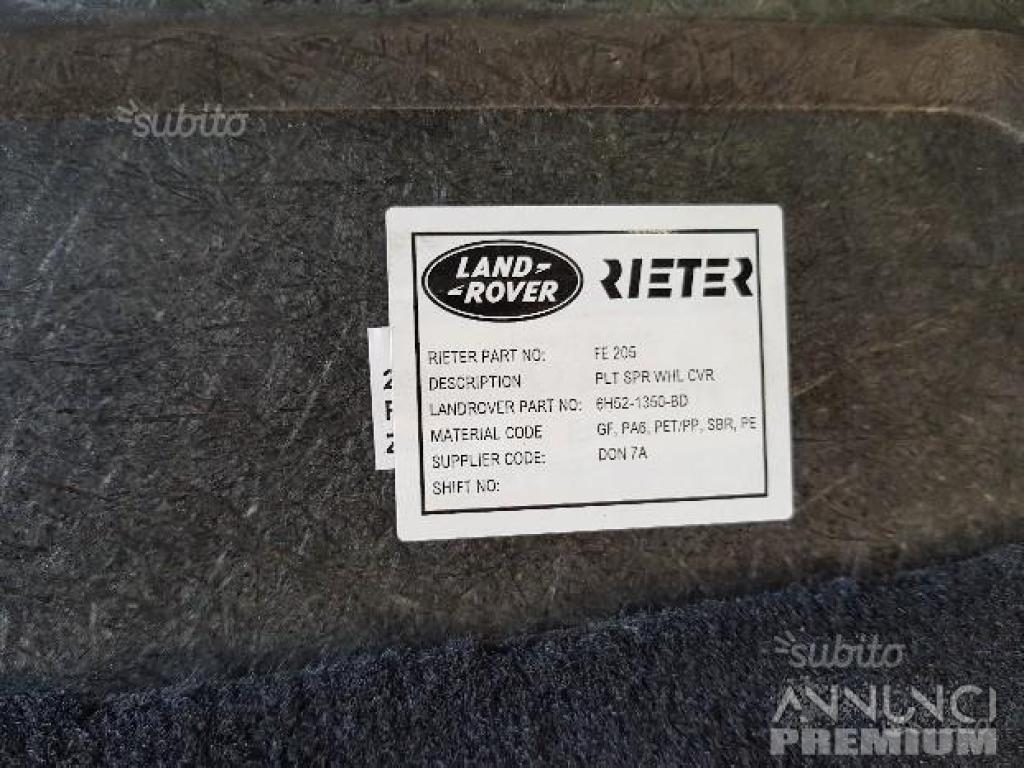 subito
LAND-
-ROVER
RIETER
RIETER PART NO: FE 205
DESCRIPTION PLT SPR WHL CVR
LANDROVER PART NO: 6H52-1350-BD
MATERIAL CODE GF, PA6, PET/PP, SBR, PE
SUPPLIER CODE: DON 7A
SHIFT NO:
subito
ANNUNCI
PREMIUM